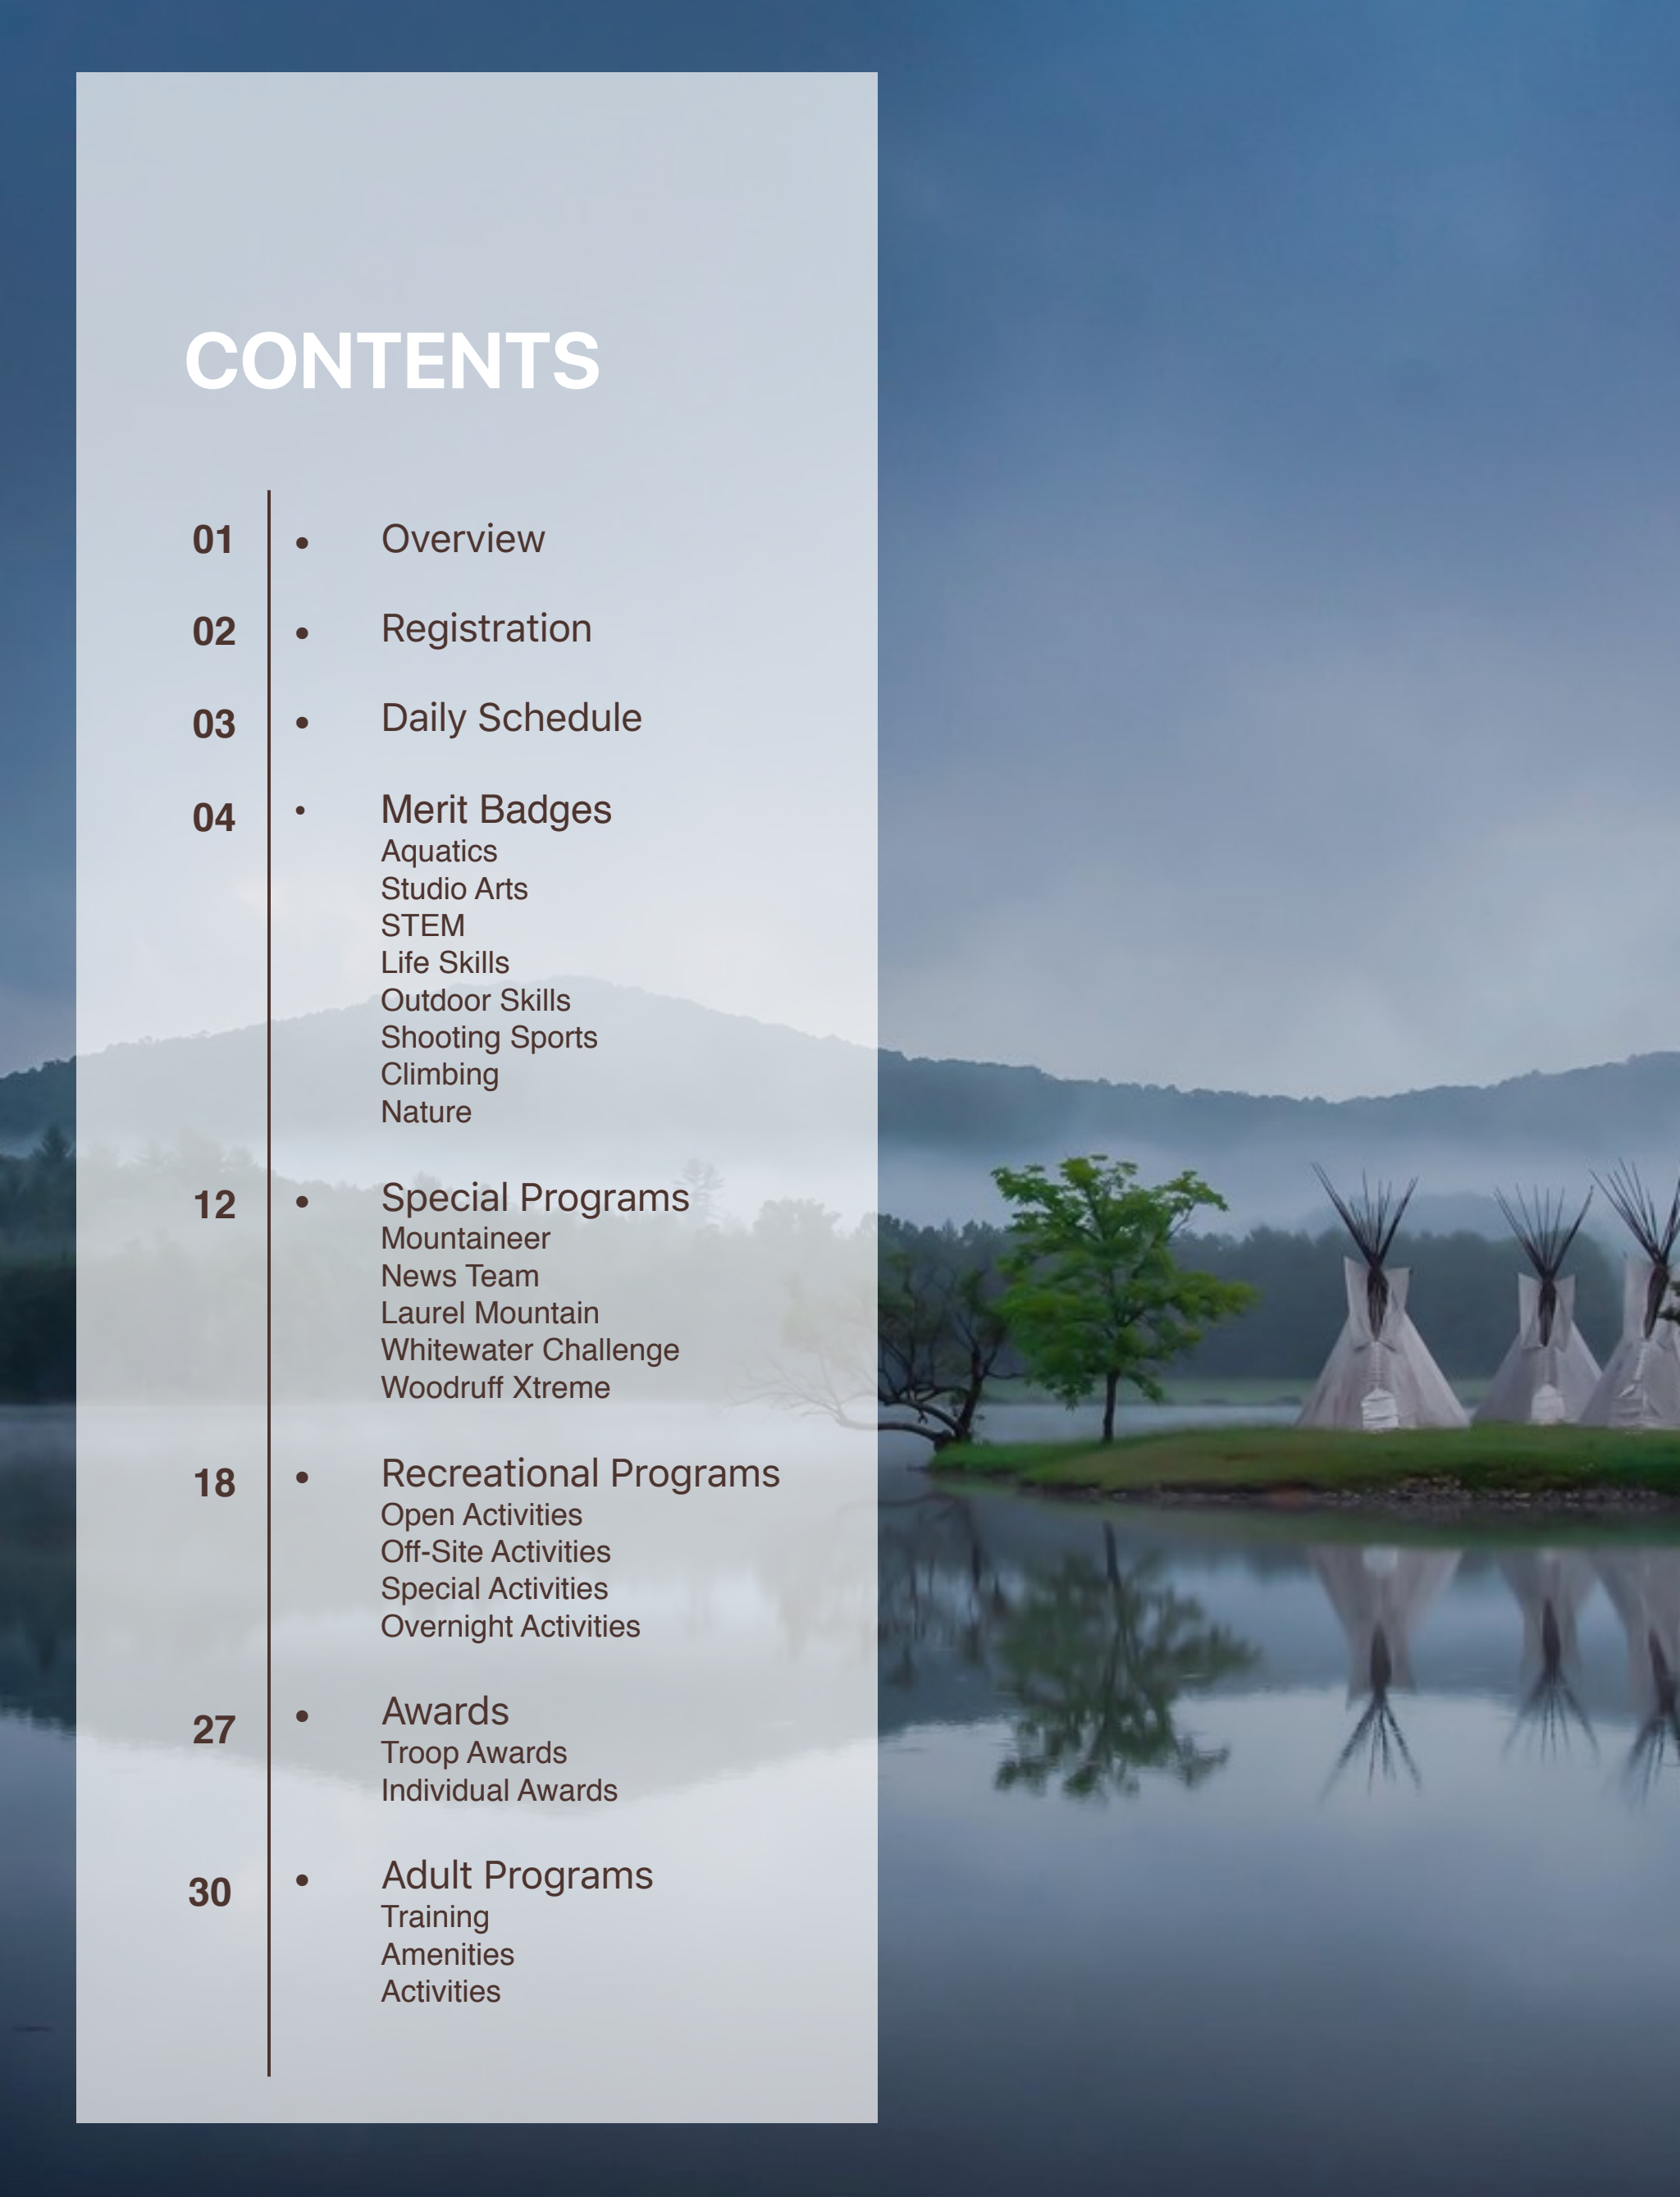 CONTENTS
01 • Overview
02 • Registration
03 • Daily Schedule
04 • Merit Badges
Aquatics
Studio Arts
STEM
Life Skills
Outdoor Skills
Shooting Sports
Climbing
Nature
12 • Special Programs
Mountaineer
News Team
Laurel Mountain
Whitewater Challenge
Woodruff Xtreme
18 • Recreational Programs
Open Activities
Off-Site Activities
Special Activities
Overnight Activities
27 • Awards
Troop Awards
Individual Awards
30 • Adult Programs
Training
Amenities
Activities